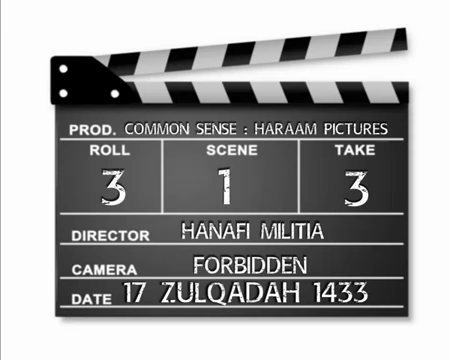 PROD. COMMON SENSE : HARAAM PICTURES
ROLL SCENE TAKE
3 1 3
DIRECTOR HANAFI MILITIA
CAMERA FORBIDDEN
DATE 17 ZULQADAH 1433